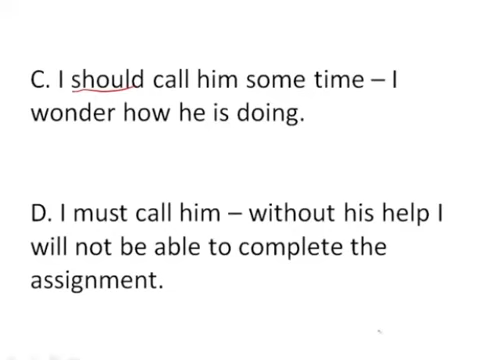 C. I should call him some time – I
wonder how he is doing.
D. I must call him – without his help I
will not be able to complete the
assignment.